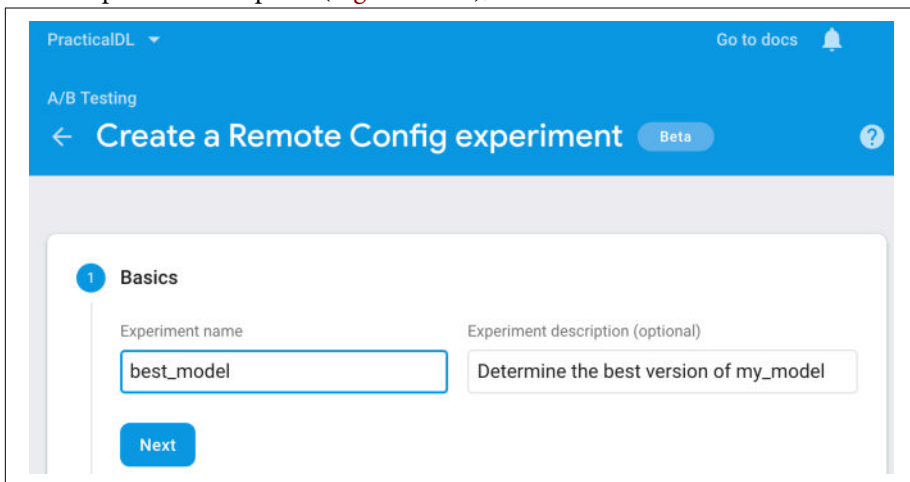 PracticalDL
Go to docs
A/B Testing
← Create a Remote Config experiment Beta ?
1 Basics
Experiment name
Experiment description (optional)
best_model
Determine the best version of my_model
Next